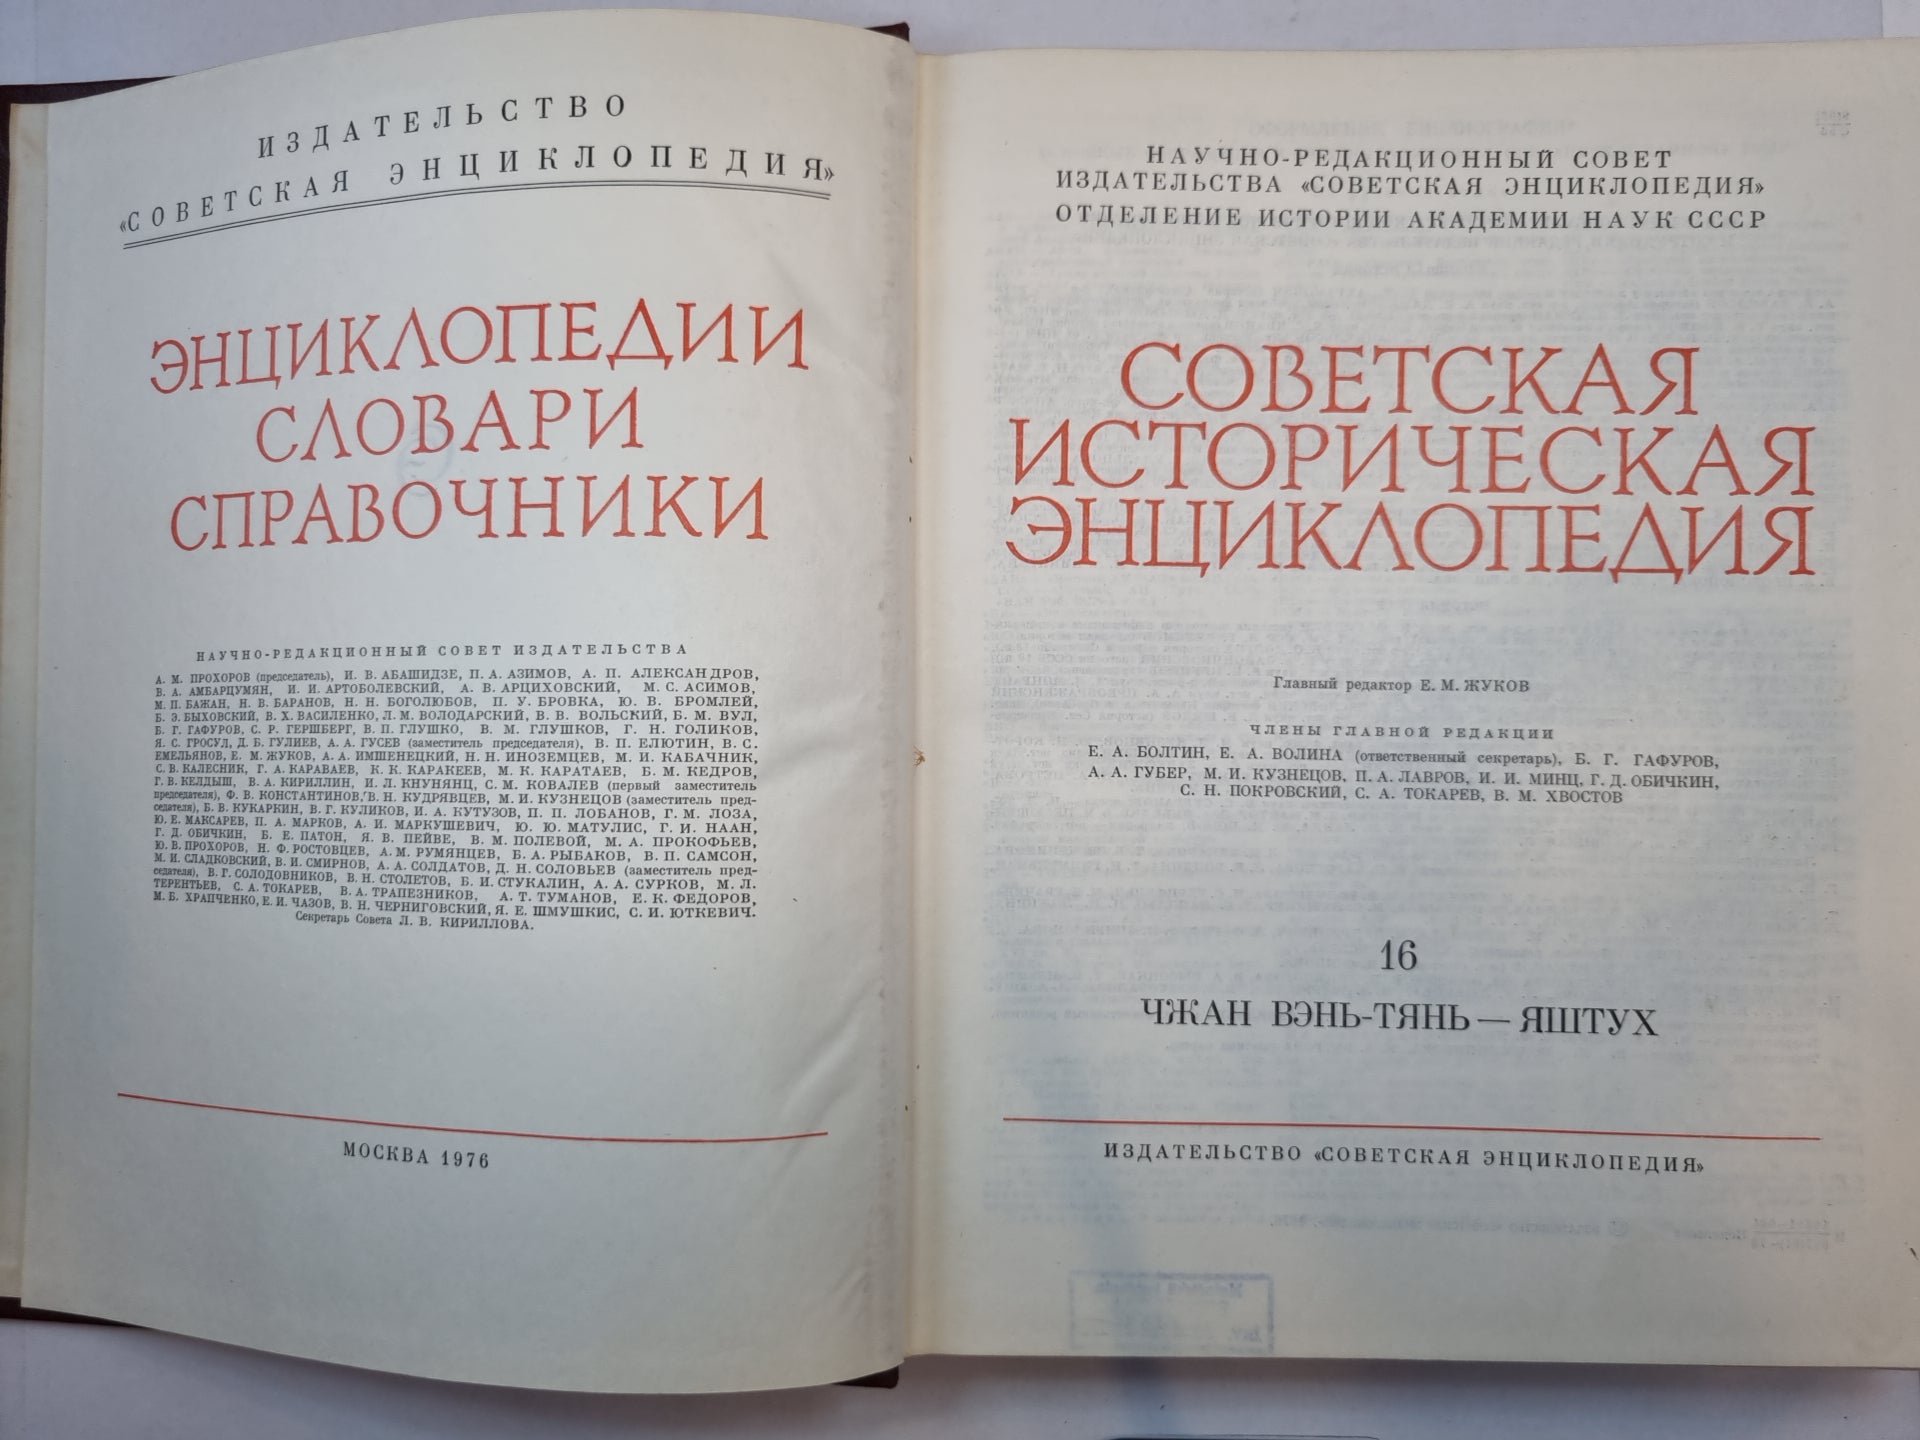 ИЗДАТЕЛЬСТВО
«СОВЕТСКАЯ ЭНЦИКЛОПЕДИЯ»
ЭНЦИКЛОПЕДИИ
СЛОВАРИ
СПРАВОЧНИКИ
НАУЧНО-РЕДАКЦИОННЫЙ СОВЕТ ИЗДАТЕЛЬСТВА
А. М. ПРОХОРОВ (председатель), И. В. АБАШИДЗЕ, П. А. АЗИМОВ, А. П. АЛЕКСАНДРОВ,
В. А. АМБАРЦУМЯН, И. И. АРТОБОЛЕВСКИЙ, А. В. АРЦИХОВСКИЙ, М. С. АСИМОВ,
М. П. БАЖАН, Н. В. БАРАНОВ, Н. Н. БОГОЛЮБОВ, П. У. БРОВКА, Ю. В. БРОМЛЕЙ,
Б. Э. БЫХОВСКИЙ, В. Х. ВАСИЛЕНКО, Л. М. ВОЛОДАРСКИЙ, В. В. ВОЛЬСКИЙ, Б. М. ВУЛ,
Б. Г. ГАФУРОВ, С. Р. ГЕРШБЕРГ, В. П. ГЛУШКО, В. М. ГЛУШКОВ, Г. Н. ГОЛИКОВ,
Я. С. ГРОСУЛ, Д. Б. ГУЛИЕВ, А. А. ГУСЕВ (заместитель председателя), В. П. ЕЛЮТИН, В. С.
ЕМЕЛЬЯНОВ, Е. М. ЖУКОВ, А. А. ИМШЕНЕЦКИЙ, Н. Н. ИНОЗЕМЦЕВ, М. И. КАБАЧНИК,
С. В. КАЛЕСНИК, Г. А. КАРАВАЕВ, К. К. КАРАКЕЕВ, М. К. КАРАТАЕВ, Б. М. КЕДРОВ,
Г. В. КЕЛДЫШ, В. А. КИРИЛЛИН, И. Л. КНУНЯНЦ, С. М. КОВАЛЕВ (первый заместитель
председателя), Ф. В. КОНСТАНТИНОВ, В. Н. КУДРЯВЦЕВ, М. И. КУЗНЕЦОВ (заместитель пред-
седателя), Б. В. КУКАРКИН, В. Г. КУЛИКОВ, И. А. КУТУЗОВ, П. П. ЛОБАНОВ, Г. М. ЛОЗА,
Ю. Е. МАКСАРЕВ, П. А. МАРКОВ, А. И. МАРКУШЕВИЧ, Ю. Ю. МАТУЛИС, Г. И. НААН,
Г. Д. ОБИЧКИН, Б. Е. ПАТОН, Я. В. ПЕЙВЕ, В. М. ПОЛЕВОЙ, М. А. ПРОКОФЬЕВ,
Ю. В. ПРОХОРОВ, Н. Ф. РОСТОВЦЕВ, А. М. РУМЯНЦЕВ, Б. А. РЫБАКОВ, В. П. САМСОН,
М. И. СЛАДКОВСКИЙ, В. И. СМИРНОВ, А. А. СОЛДАТОВ, Д. Н. СОЛОВЬЕВ (заместитель пред-
седателя), В. Г. СОЛОДОВНИКОВ, В. Н. СТОЛЕТОВ, Б. И. СТУКАЛИН, А. А. СУРКОВ, М. Л.
ТЕРЕНТЬЕВ, С. А. ТОКАРЕВ, В. А. ТРАПЕЗНИКОВ, А. Т. ТУМАНОВ, Е. К. ФЕДОРОВ,
М. Б. ХРАПЧЕНКО, Е. И. ЧАЗОВ, В. Н. ЧЕРНИГОВСКИЙ, Я. Е. ШМУШКИС, С. И. ЮТКЕВИЧ.
Секретарь Совета Л. В. КИРИЛЛОВА.
МОСКВА 1976
НАУЧНО-РЕДАКЦИОННЫЙ СОВЕТ
ИЗДАТЕЛЬСТВА «СОВЕТСКАЯ ЭНЦИКЛОПЕДИЯ»
ОТДЕЛЕНИЕ ИСТОРИИ АКАДЕМИИ НАУК СССР
СОВЕТСКАЯ
ИСТОРИЧЕСКАЯ
ЭНЦИКЛОПЕДИЯ
Главный редактор Е. М. ЖУКОВ
ЧЛЕНЫ ГЛАВНОЙ РЕДАКЦИИ
Е. А. БОЛТИН, Е. А. ВОЛИНА (ответственный секретарь), Б. Г. ГАФУРОВ,
А. А. ГУБЕР, М. И. КУЗНЕЦОВ, П. А. ЛАВРОВ, И. И. МИНЦ, Г. Д. ОБИЧКИН,
С. Н. ПОКРОВСКИЙ, С. А. ТОКАРЕВ, В. М. ХВОСТОВ
16
ЧЖАН ВЭНЬ-ТЯНЬ — ЯШТУХ
ИЗДАТЕЛЬСТВО «СОВЕТСКАЯ ЭНЦИКЛОПЕДИЯ»